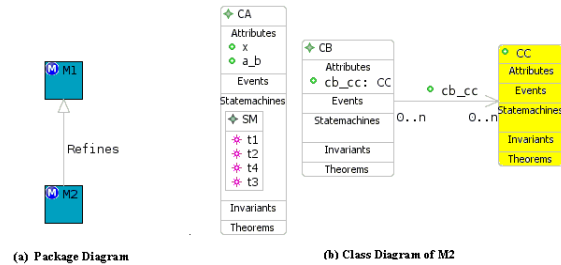 M M1
Refines
M M2
(a) Package Diagram
CA
Attributes
x
a_b
Events
Statemachines
SM
t1
t2
t4
t3
Invariants
Theorems
CB
Attributes
cb_cc: CC
Events
Statemachines
Invariants
Theorems
cb_cc
0..n 0..n
CC
Attributes
Events
Statemachines
Invariants
Theorems
(b) Class Diagram of M2